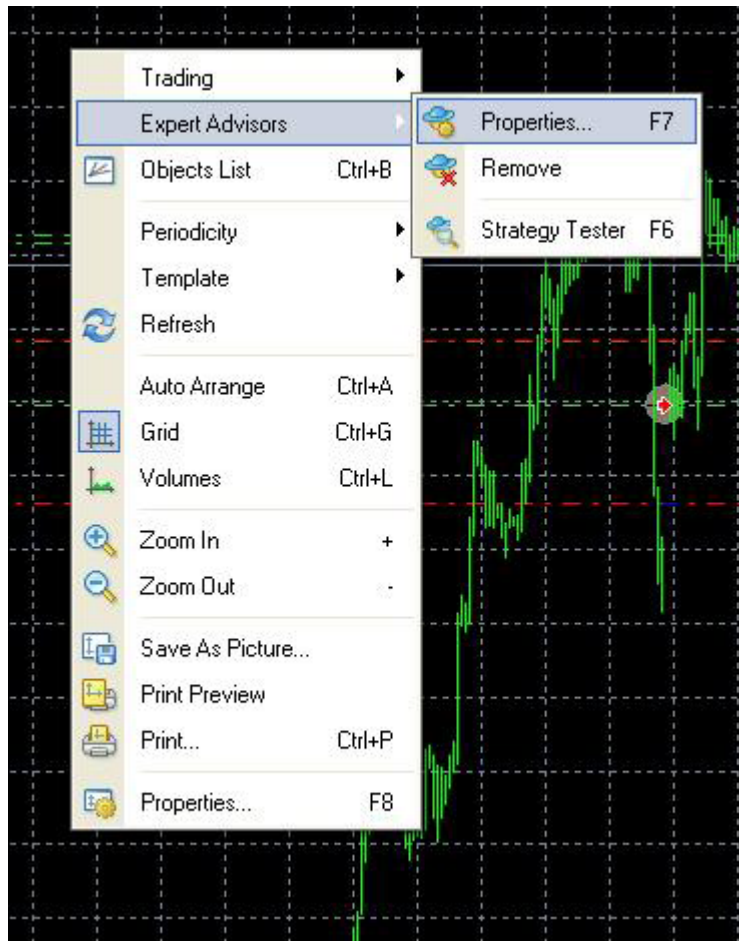 Trading
Expert Advisors
Properties... F7
Objects List Ctrl+B
Remove
Periodicity
Strategy Tester F6
Template
Refresh
Auto Arrange Ctrl+A
Grid Ctrl+G
Volumes Ctrl+L
Zoom In +
Zoom Out -
Save As Picture...
Print Preview
Print... Ctrl+P
Properties... F8